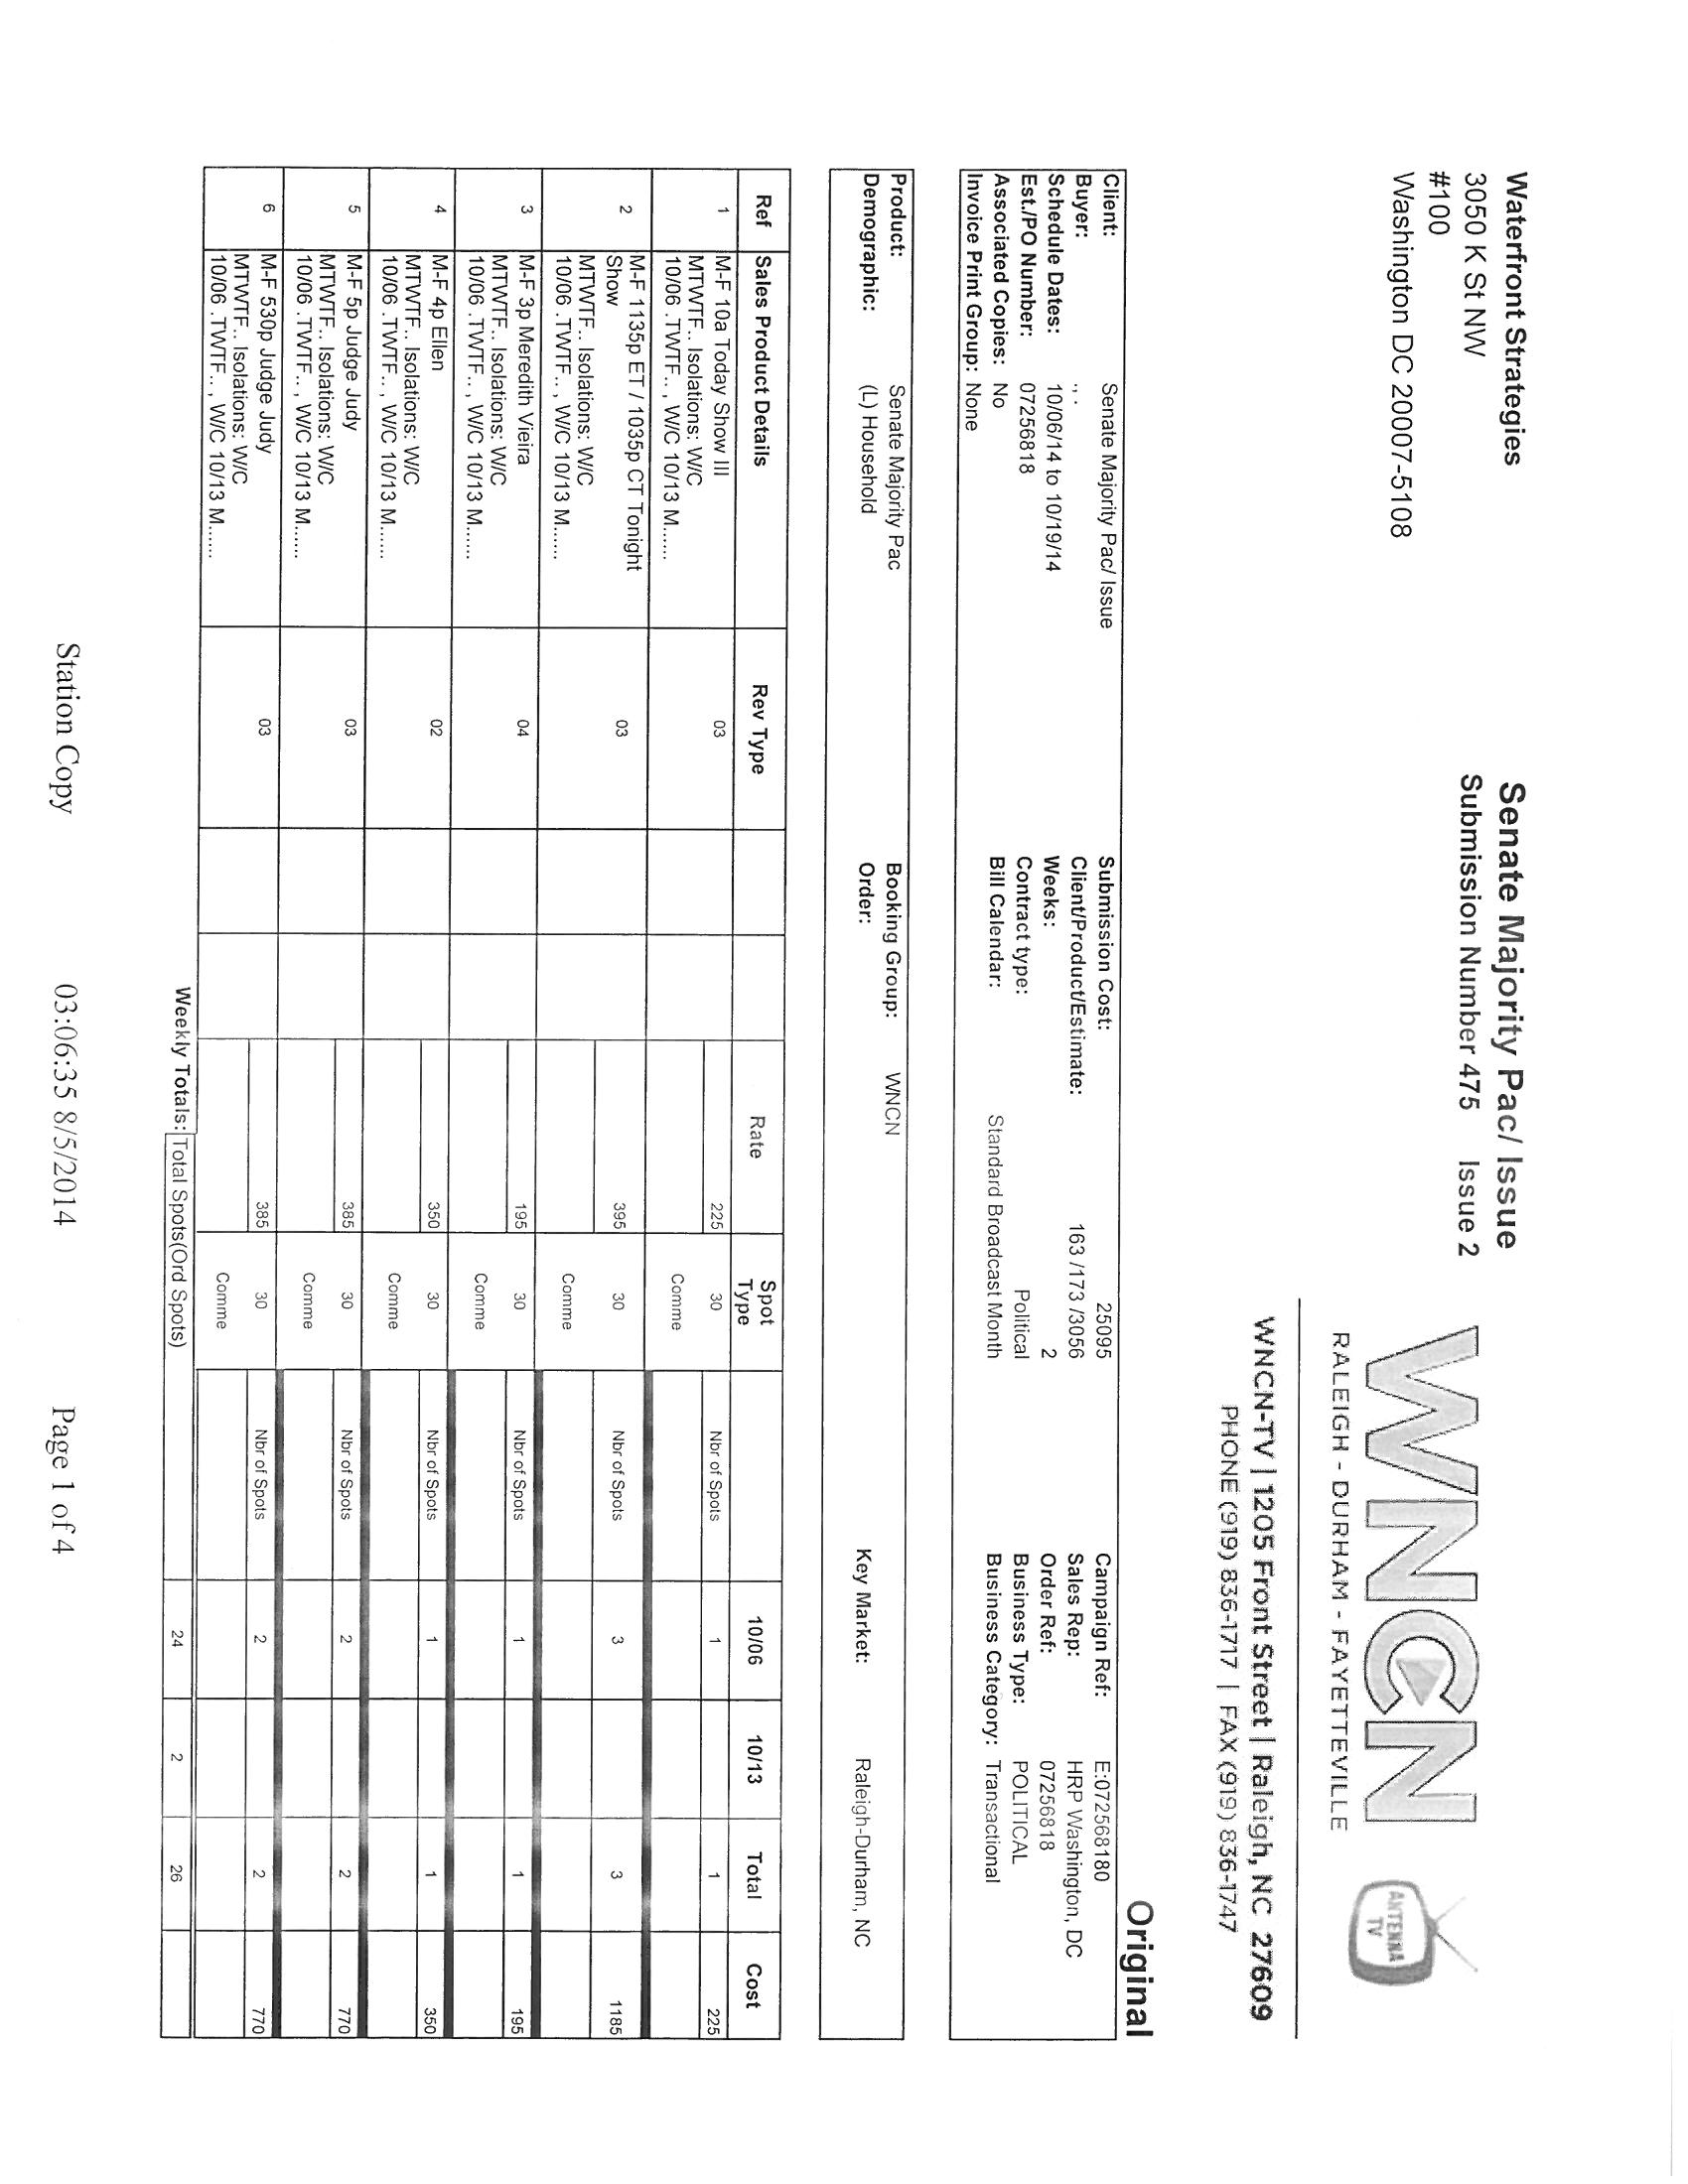 Waterfront Strategies
3050 K St NW
#100
Washington DC 20007-5108
Senate Majority Pac/ Issue
Submission Number 475 Issue 2
WNCN
ANTENNA TV
RALEIGH - DURHAM - FAYETTEVILLE
WNCN-TV | 1205 Front Street | Raleigh, NC 27609
PHONE (919) 836-1717 | FAX (919) 836-1747
Original
Client: Senate Majority Pac/ Issue Submission Cost: 25095 Campaign Ref: E:072568180
Buyer: , . Client/Product/Estimate: 163 /173 /3056 Sales Rep: HRP Washington, DC
Schedule Dates: 10/06/14 to 10/19/14 Weeks: 2 Order Ref: 07256818
Est./PO Number: 07256818 Contract type: Political Business Type: POLITICAL
Associated Copies: No Bill Calendar: Standard Broadcast Month Business Category: Transactional
Invoice Print Group: None
Product: Senate Majority Pac Booking Group: WNCN
Demographic: (L) Household Order: Key Market: Raleigh-Durham, NC
Ref Sales Product Details Rev Type Rate Spot Type 10/06 10/13 Total Cost
1 M-F 10a Today Show III 03 225 30 Nbr of Spots 1 1 225
MTWTF.. Isolations: W/C Comme
10/06 .TWTF.. , W/C 10/13 M......
2 M-F 1135p ET / 1035p CT Tonight 03 395 30 Nbr of Spots 3 3 1185
Show
MTWTF.. Isolations: W/C Comme
10/06 .TWTF.. , W/C 10/13 M......
3 M-F 3p Meredith Vieira 04 195 30 Nbr of Spots 1 1 195
MTWTF.. Isolations: W/C Comme
10/06 .TWTF.. , W/C 10/13 M......
4 M-F 4p Ellen 02 350 30 Nbr of Spots 1 1 350
MTWTF.. Isolations: W/C Comme
10/06 .TWTF.. , W/C 10/13 M......
5 M-F 5p Judge Judy 03 385 30 Nbr of Spots 2 2 770
MTWTF.. Isolations: W/C Comme
10/06 .TWTF.. , W/C 10/13 M......
6 M-F 530p Judge Judy 03 385 30 Nbr of Spots 2 2 770
MTWTF.. Isolations: W/C Comme
10/06 .TWTF.. , W/C 10/13 M......
Weekly Totals: Total Spots(Ord Spots) 24 2 26
Station Copy 03:06:35 8/5/2014 Page 1 of 4